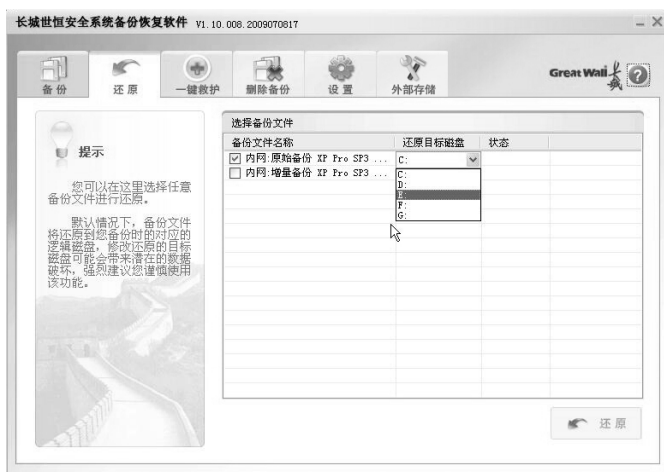 长城世恒安全系统备份恢复软件 V1.10.008.2009070817
备份
还原
一键救护
删除备份
设置
外部存储
Great Wall
提示
您可以在这里选择任意
备份文件进行还原。
默认情况下，备份文件
将还原到您备份时的对应的
逻辑磁盘，修改还原的目标
磁盘可能会带来潜在的数据
破坏，强烈建议您谨慎使用
该功能。
选择备份文件
备份文件名称 还原目标磁盘 状态
内网:原始备份 XP Pro SP3 ... C:
内网:增量备份 XP Pro SP3 ...
C:
D:
E:
F:
G:
还原